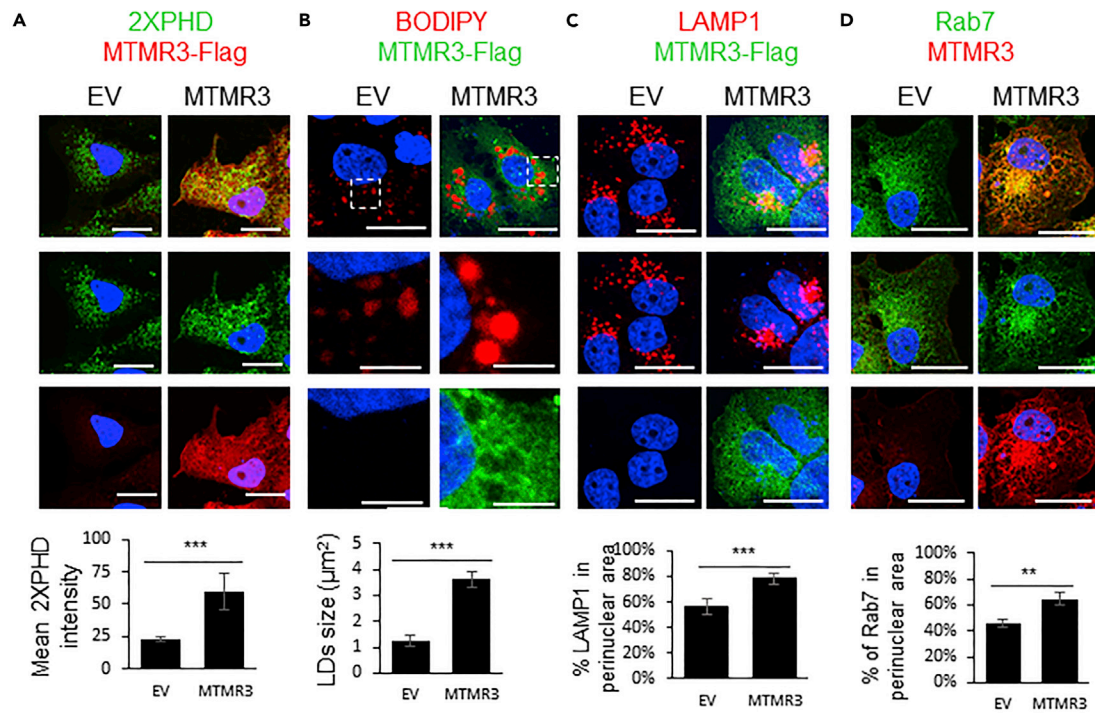 A
2XPHD
MTMR3-Flag
EV MTMR3
Mean 2XPHD
intensity
100
75
50
25
0
***
EV MTMR3
B
BODIPY
MTMR3-Flag
EV MTMR3
LDs size (µm²)
5
4
3
2
1
0
***
EV MTMR3
C
LAMP1
MTMR3-Flag
EV MTMR3
% LAMP1 in
perinuclear area
100%
80%
60%
40%
20%
0%
***
EV MTMR3
D
Rab7
MTMR3
EV MTMR3
% of Rab7 in
perinuclear area
100%
80%
60%
40%
20%
0%
**
EV MTMR3